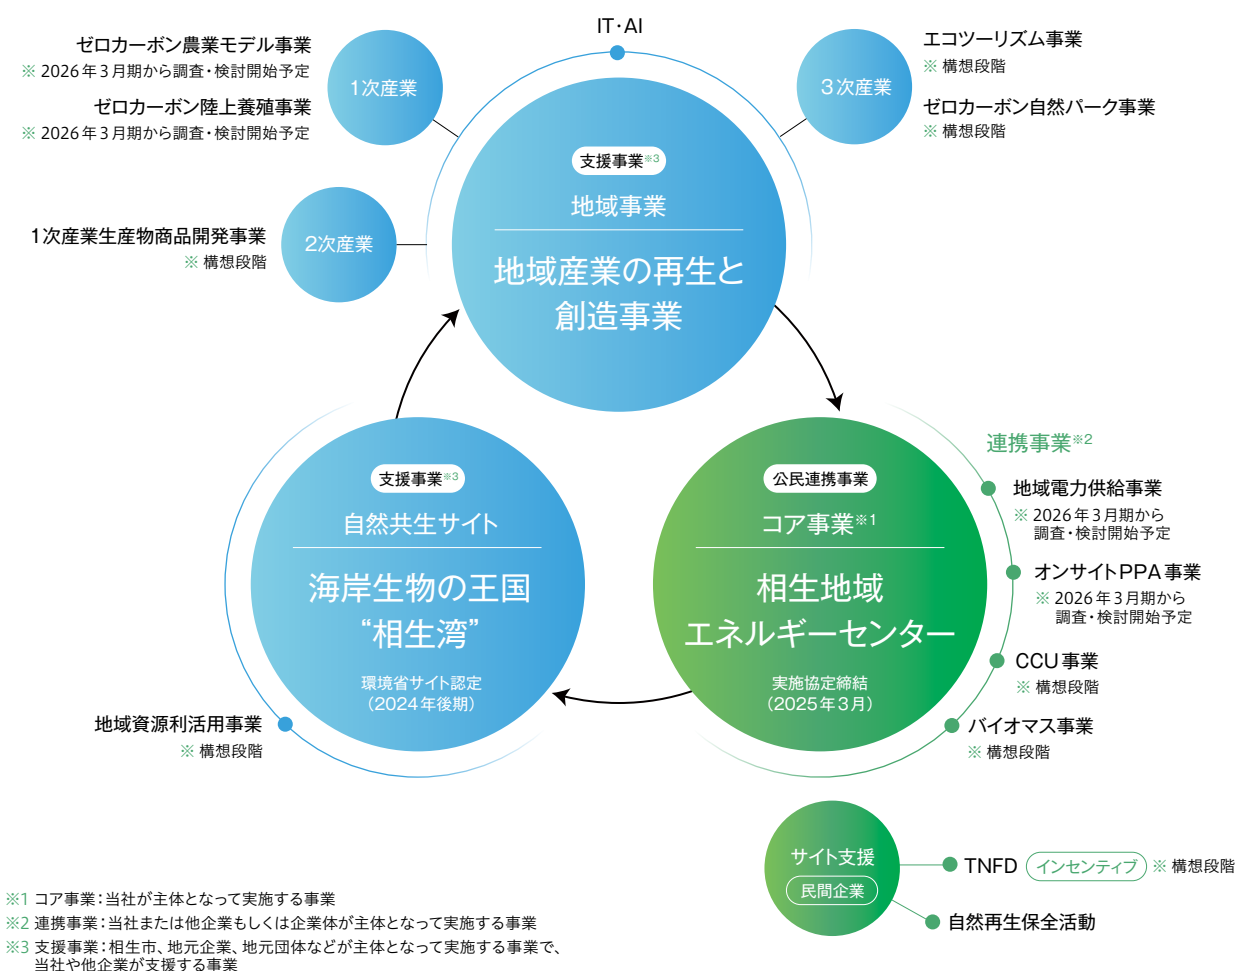 IT・AI
ゼロカーボン農業モデル事業
※ 2026年3月期から調査・検討開始予定
ゼロカーボン陸上養殖事業
※ 2026年3月期から調査・検討開始予定
1次産業
3次産業
エコツーリズム事業
※ 構想段階
ゼロカーボン自然パーク事業
※ 構想段階
1次産業生産物商品開発事業
※ 構想段階
2次産業
支援事業※3
地域事業
地域産業の再生と
創造事業
支援事業※3
自然共生サイト
海岸生物の王国
“相生湾”
環境省サイト認定
（2024年後期）
地域資源利活用事業
※ 構想段階
公民連携事業
コア事業※1
相生地域
エネルギーセンター
実施協定締結
（2025年3月）
連携事業※2
地域電力供給事業
※ 2026年3月期から
調査・検討開始予定
オンサイトPPA事業
※ 2026年3月期から
調査・検討開始予定
CCU事業
※ 構想段階
バイオマス事業
※ 構想段階
サイト支援
民間企業
TNFD インセンティブ ※ 構想段階
自然再生保全活動
※1 コア事業：当社が主体となって実施する事業
※2 連携事業：当社または他企業もしくは企業体が主体となって実施する事業
※3 支援事業：相生市、地元企業、地元団体などが主体となって実施する事業で、
当社や他企業が支援する事業